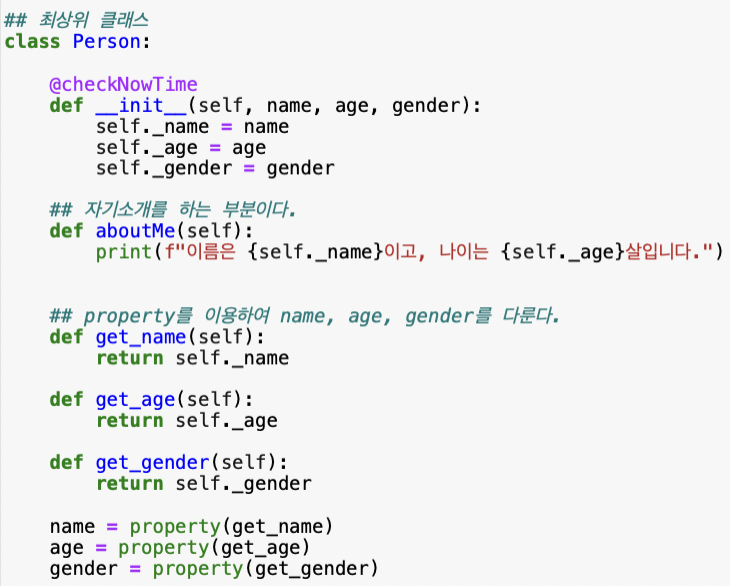 ## 최상위 클래스
class Person:
    @checkNowTime
    def __init__(self, name, age, gender):
        self._name = name
        self._age = age
        self._gender = gender
    ## 자기소개를 하는 부분이다.
    def aboutMe(self):
        print(f"이름은 {self._name}이고, 나이는 {self._age}살입니다.")
    ## property를 이용하여 name, age, gender를 다룬다.
    def get_name(self):
        return self._name
    def get_age(self):
        return self._age
    def get_gender(self):
        return self._gender
    name = property(get_name)
    age = property(get_age)
    gender = property(get_gender)